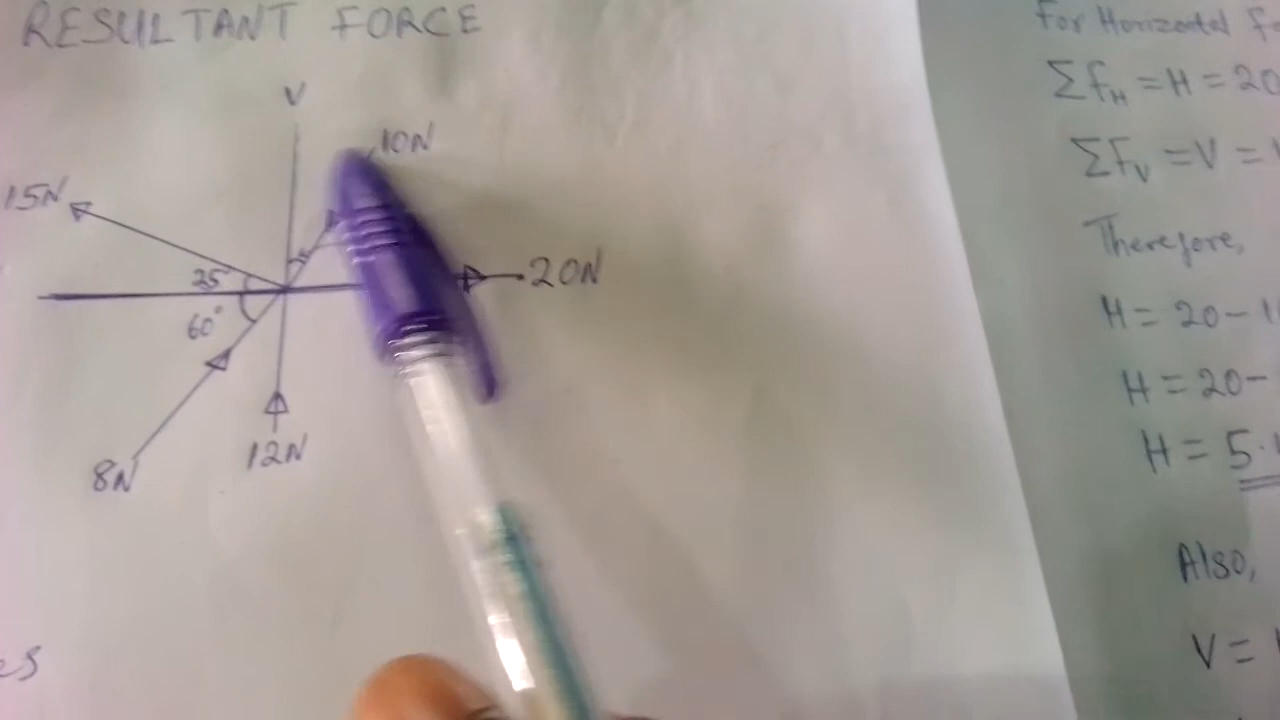 RESULTANT FORCE
V
10N
15N
25°
20N
60°
12N
8N
For Horizontal
ΣFH = H = 20
ΣFV = V =
Therefore,
H = 20 - 1
H = 20 -
H = 5.
Also,
V =